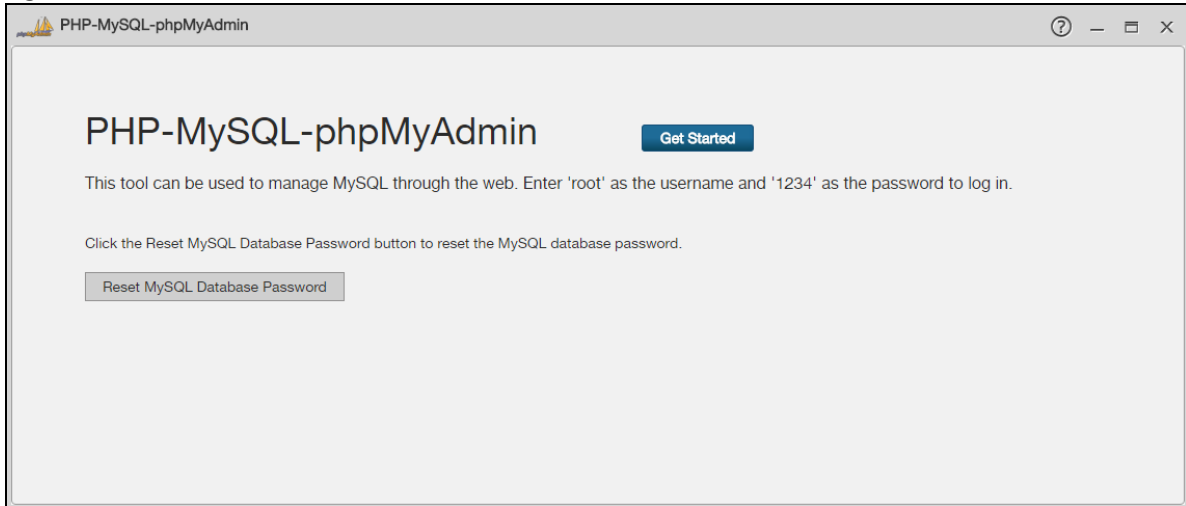 PHP-MySQL-phpMyAdmin
PHP-MySQL-phpMyAdmin
Get Started
This tool can be used to manage MySQL through the web. Enter 'root' as the username and '1234' as the password to log in.
Click the Reset MySQL Database Password button to reset the MySQL database password.
Reset MySQL Database Password